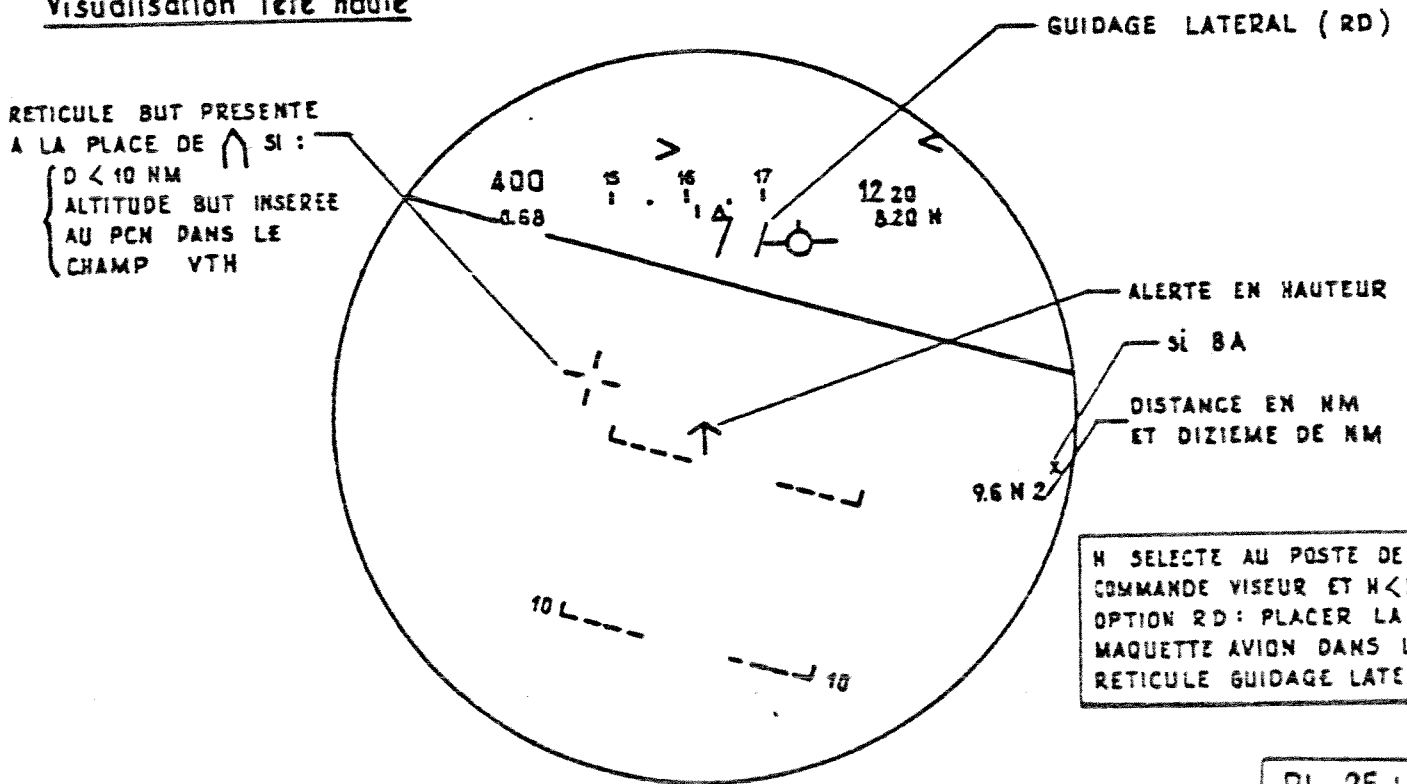 Visualisation Tete haute
GUIDAGE LATERAL (RD)
RETICULE BUT PRESENTE
A LA PLACE DE SI :
D < 10 NM
ALTITUDE BUT INSEREE
AU PCN DANS LE
CHAMP VTH
400
0.68
15
16
17
12 20
8.20 H
ALERTE EN HAUTEUR
si BA
DISTANCE EN NM
ET DIZIEME DE NM
9.6 N 2
10
10
H SELECTE AU POSTE DE
COMMANDE VISEUR ET H <
OPTION RD : PLACER LA
MAQUETTE AVION DANS L
RETICULE GUIDAGE LATE
PL 25